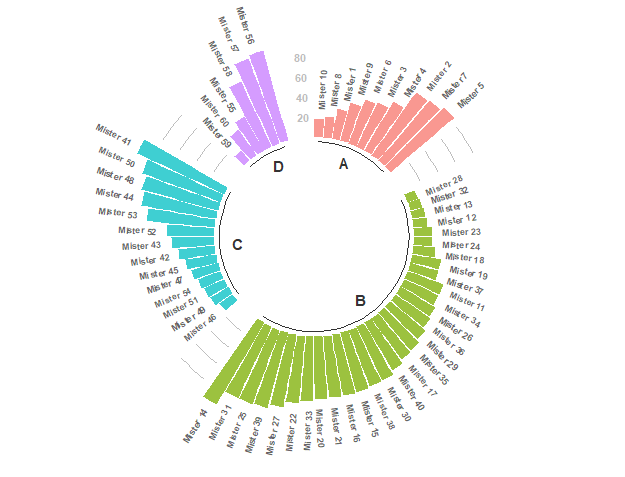 80
60
40
20
Mister 10
Mister 8
Mister 1
Mister 9
Mister 6
Mister 3
Mister 4
Mister 2
Mister 7
Mister 5
Mister 28
Mister 32
Mister 13
Mister 12
Mister 23
Mister 24
Mister 18
Mister 19
Mister 37
Mister 11
Mister 34
Mister 26
Mister 36
Mister 29
Mister 35
Mister 17
Mister 40
Mister 30
Mister 38
Mister 15
Mister 16
Mister 21
Mister 20
Mister 33
Mister 22
Mister 27
Mister 39
Mister 25
Mister 31
Mister 14
Mister 46
Mister 49
Mister 51
Mister 54
Mister 47
Mister 45
Mister 42
Mister 43
Mister 52
Mister 53
Mister 44
Mister 48
Mister 50
Mister 41
Mister 59
Mister 60
Mister 55
Mister 58
Mister 57
Mister 56
A
B
C
D